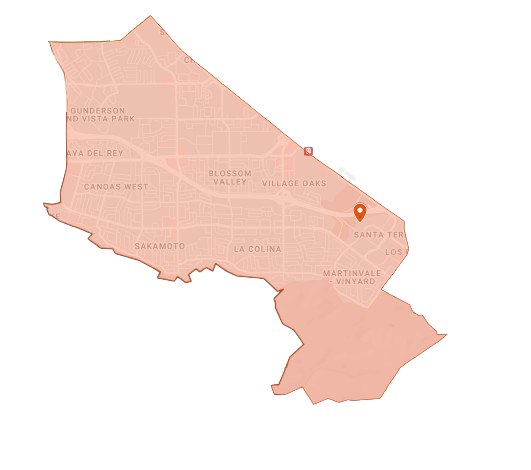 GUNDERSON
NO VISTA PARK
AYA DEL REY
BLOSSOM
VALLEY
VILLAGE OAKS
CANOAS WEST
SANTA TER
SAKAMOTO
LA COLINA
LOS
MARTINVALE
VINYARD